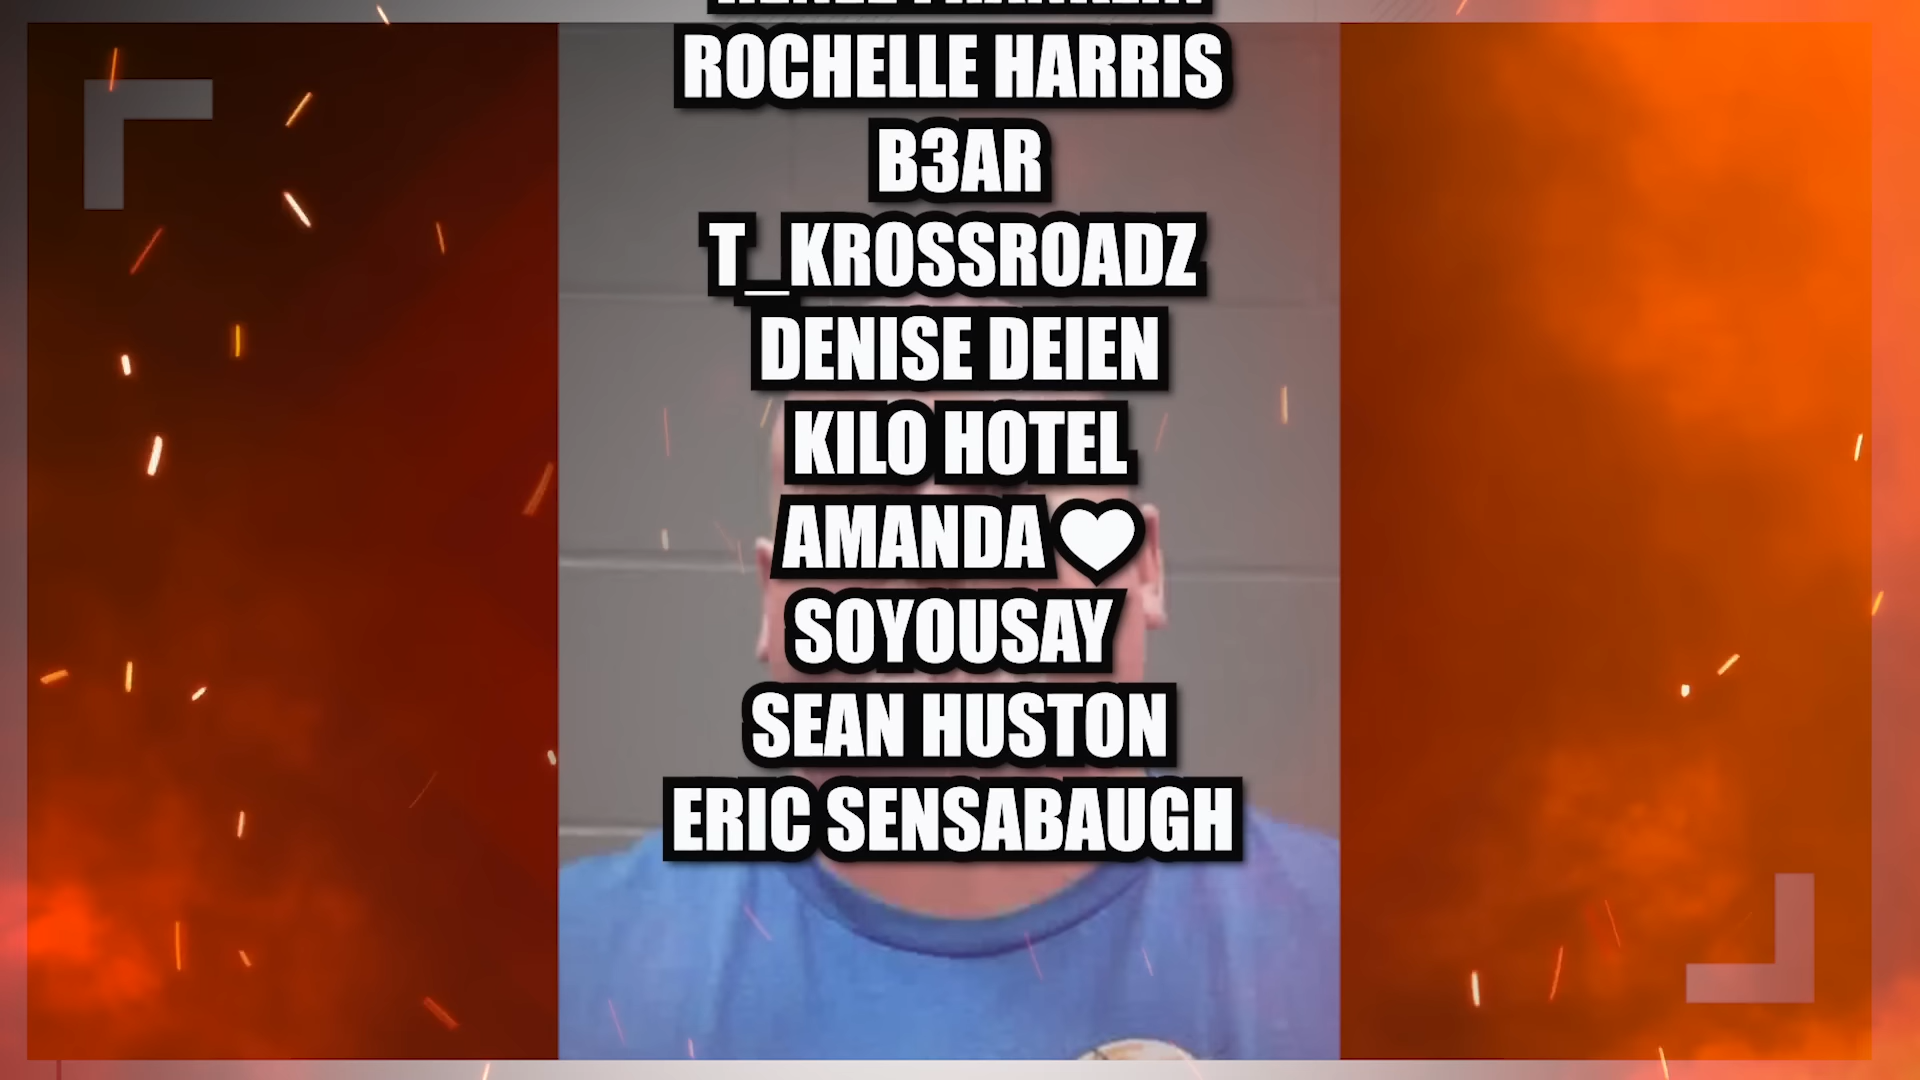 ROCHELLE HARRIS
B3AR
T_KROSSROADZ
DENISE DEIEN
KILO HOTEL
AMANDA 🤍
SOYOUSAY
SEAN HUSTON
ERIC SENSABAUGH